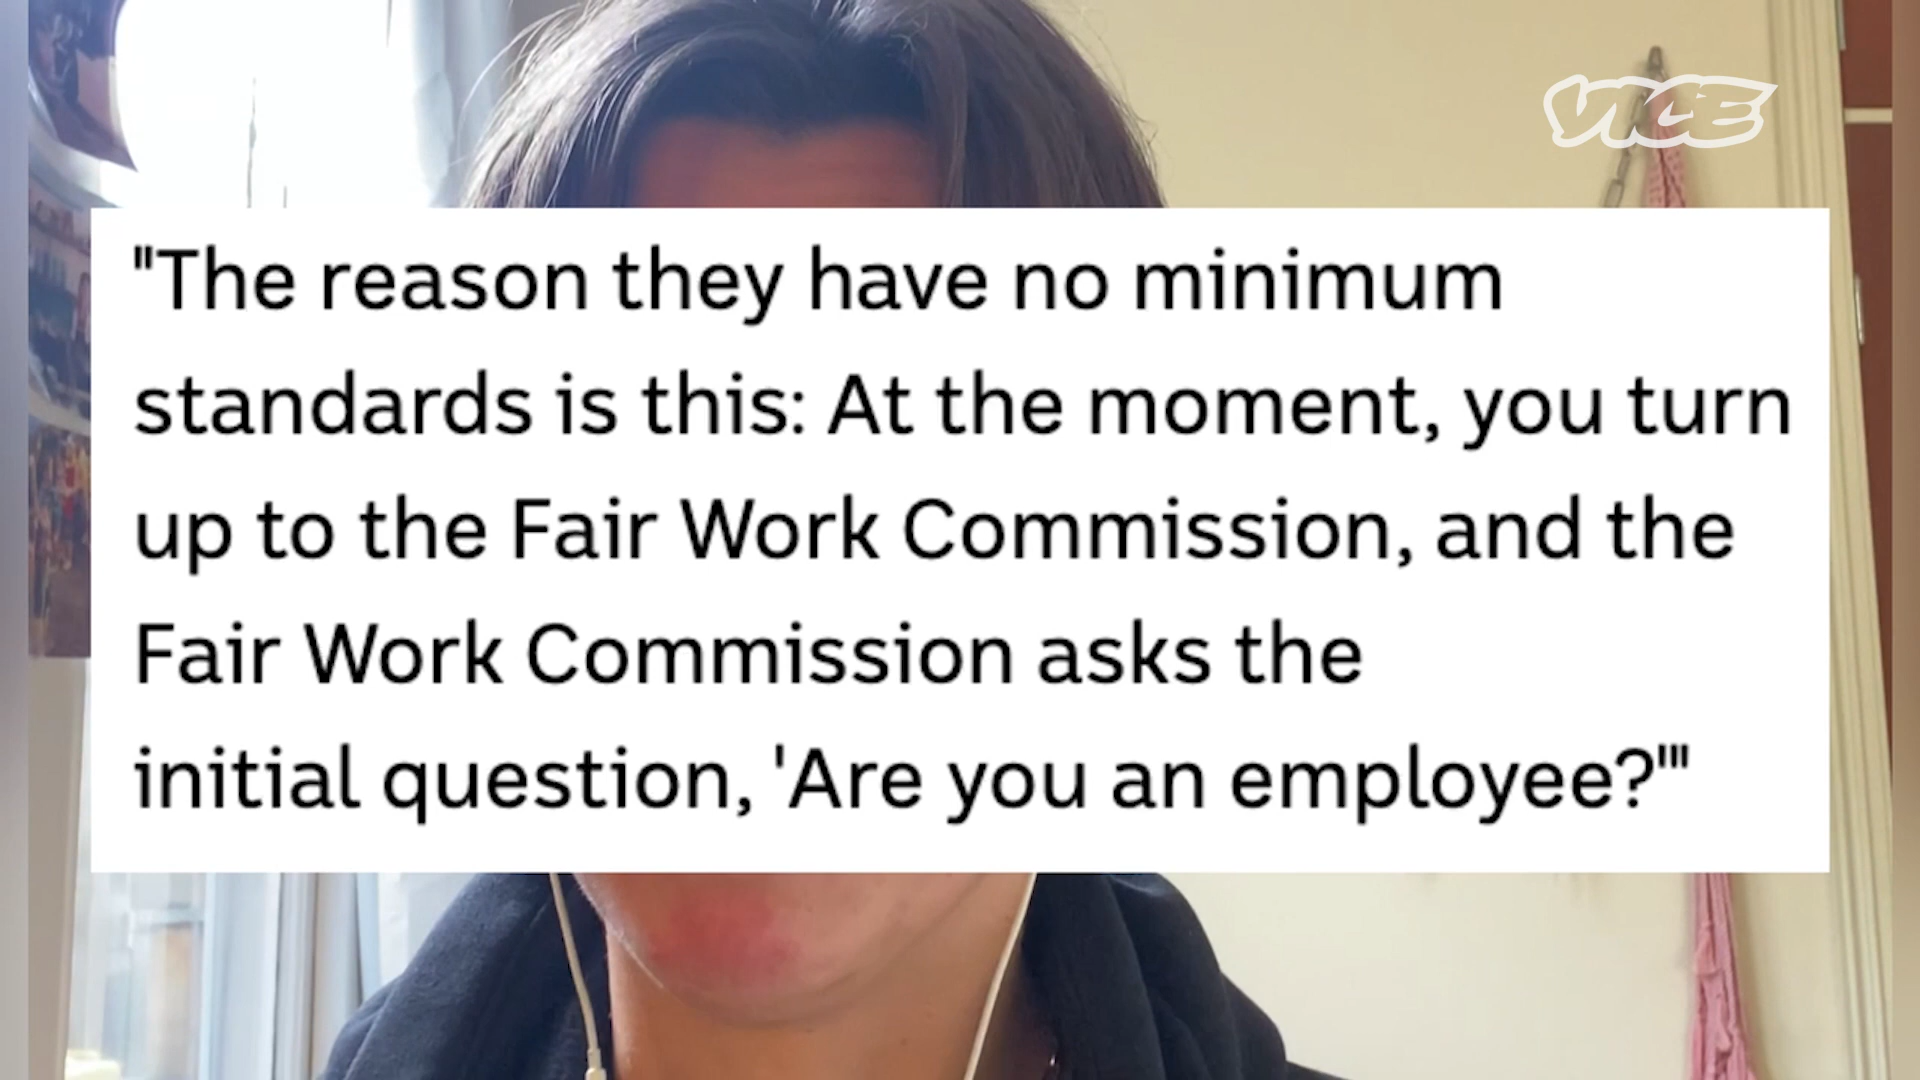 VICE
"The reason they have no minimum
standards is this: At the moment, you turn
up to the Fair Work Commission, and the
Fair Work Commission asks the
initial question, 'Are you an employee?'"